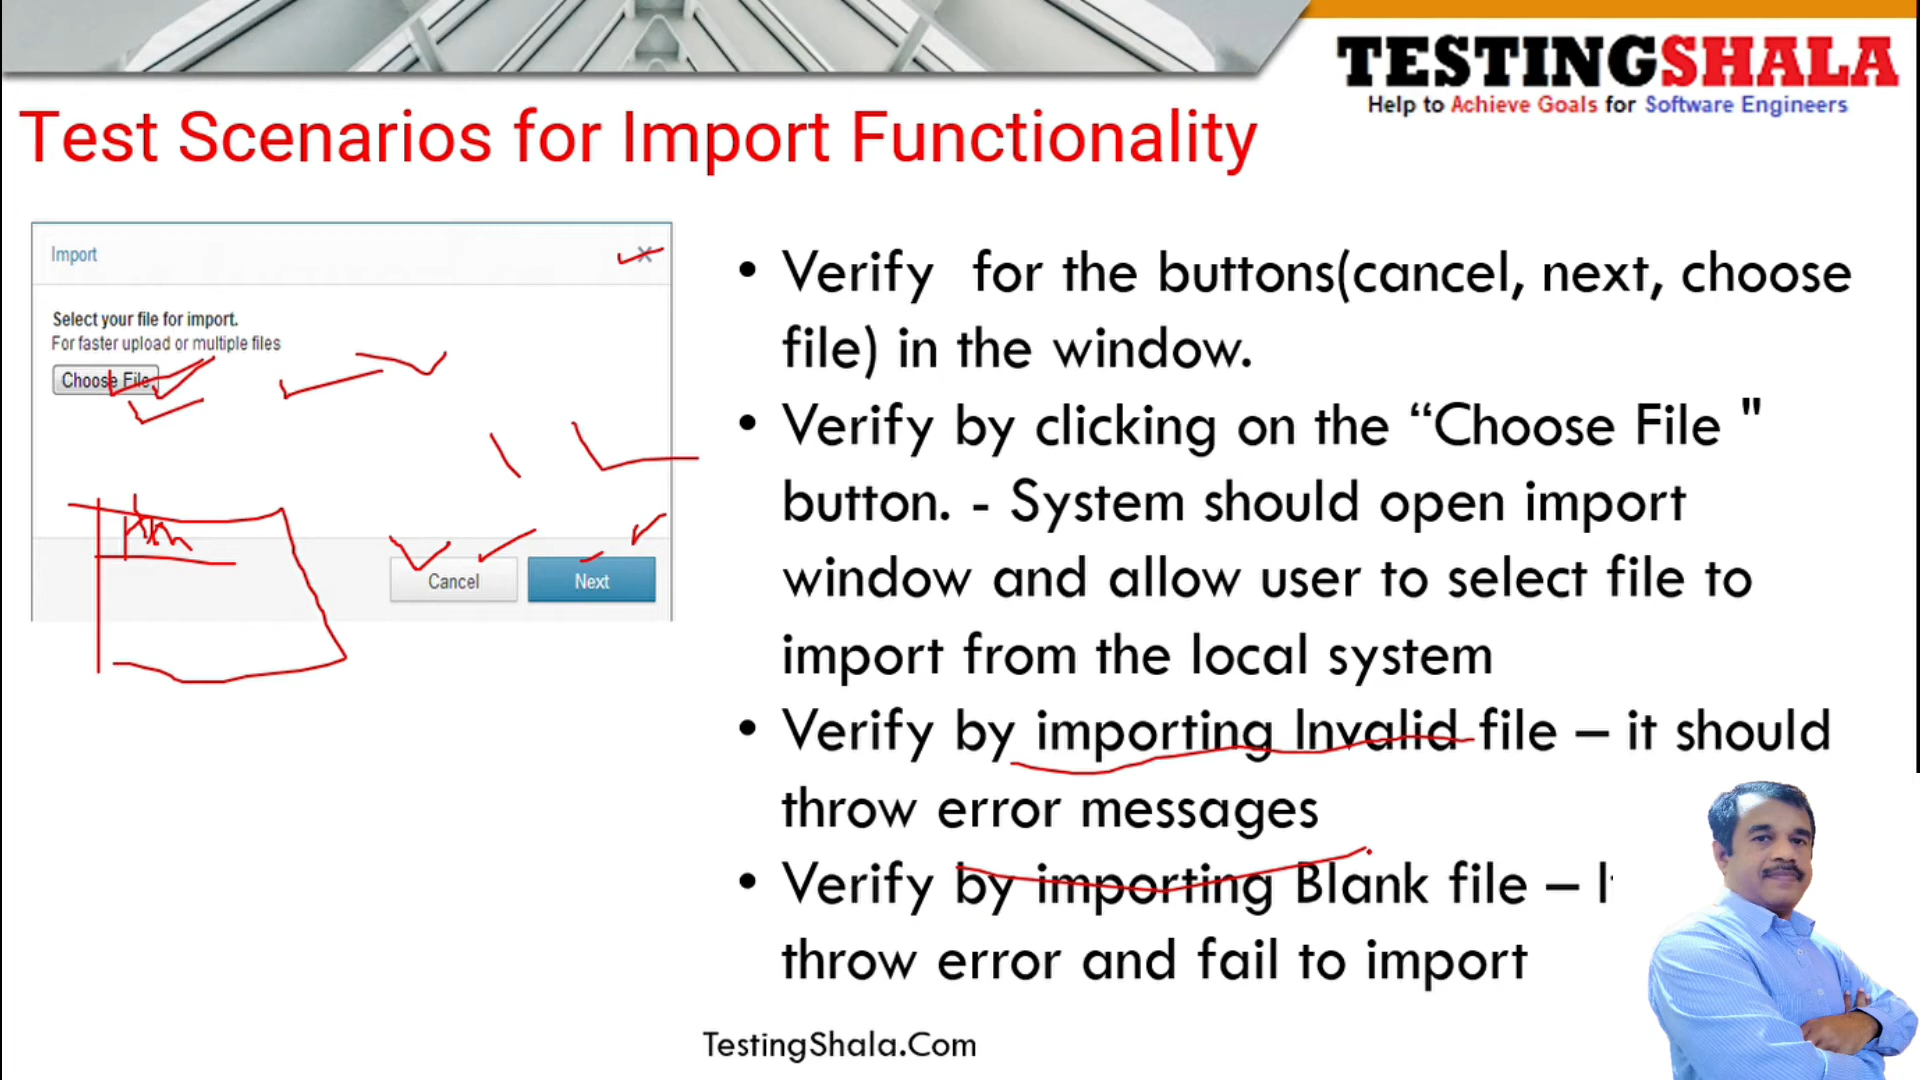 TESTINGSHALA
Help to Achieve Goals for Software Engineers
Test Scenarios for Import Functionality
Import
Select your file for import.
For faster upload or multiple files
Choose File
Cancel
Next
• Verify for the buttons(cancel, next, choose
file) in the window.
• Verify by clicking on the “Choose File "
button. - System should open import
window and allow user to select file to
import from the local system
• Verify by importing Invalid file – it should
throw error messages
• Verify by importing Blank file –
throw error and fail to import
TestingShala.Com